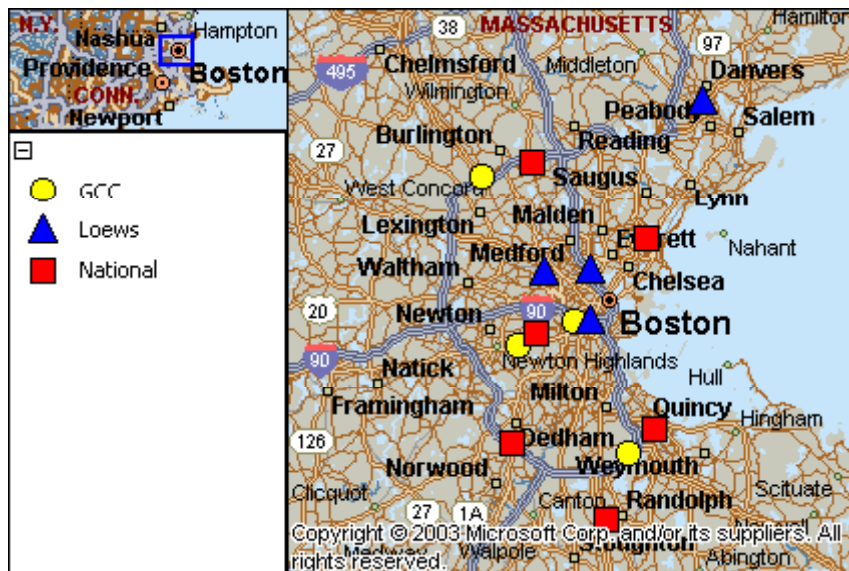 N.Y.
Nashua
Hampton
Providence
Boston
CONN.
Newport
GCC
Loews
National
38
MASSACHUSETTS
Hamilton
97
Chelmsford
Middleton
Danvers
495
Wilmington
Peabody
Salem
Burlington
Reading
27
West Concord
Saugus
Lynn
Lexington
Malden
Medford
Everett
Nahant
Waltham
Chelsea
20
Newton
90
Boston
90
Natick
Newton Highlands
Hull
Framingham
Milton
Quincy
Hingham
126
Dedham
Norwood
Weymouth
Scituate
Clicquot
27
1A
Canton
Randolph
Copyright © 2003 Microsoft Corp. and/or its suppliers. All
rights reserved.
Medway
Walpole
Stoughton
Abington